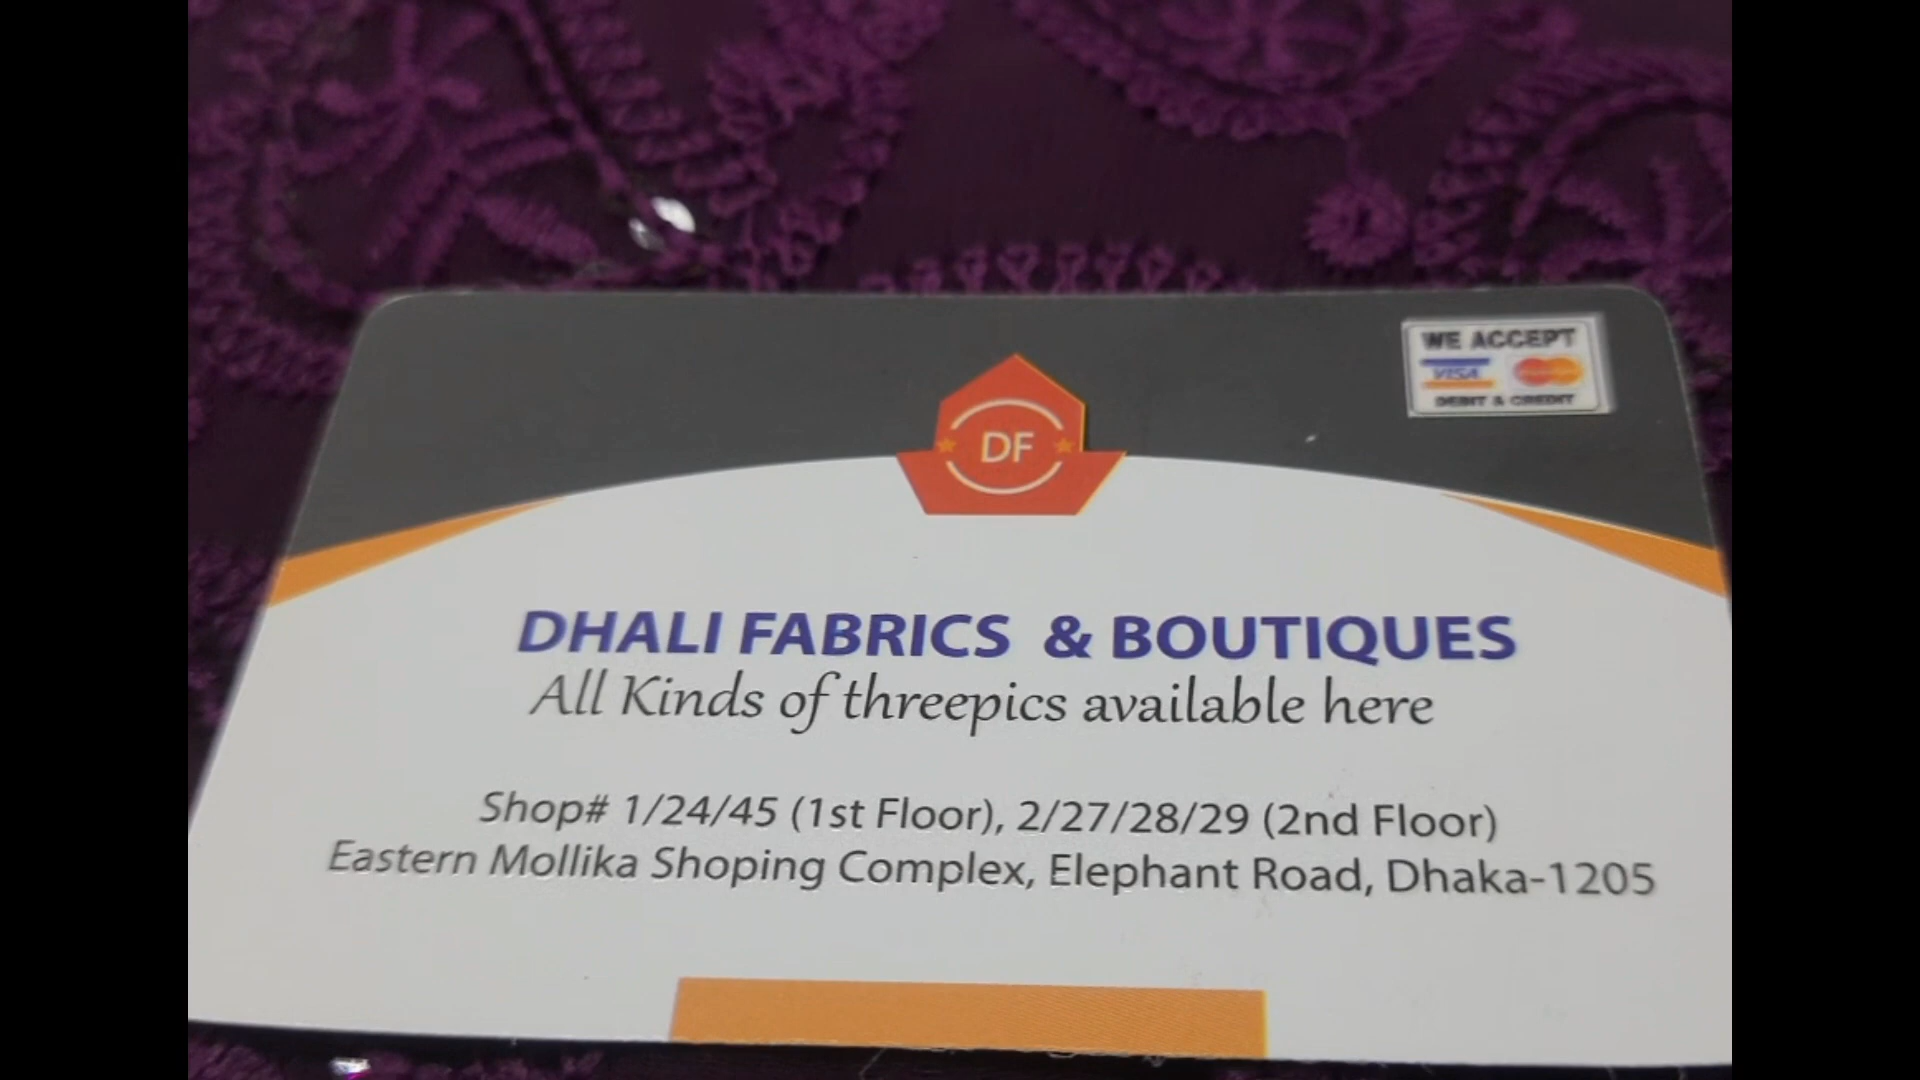 WE ACCEPT
VISA
DEBIT & CREDIT
DF
DHALI FABRICS & BOUTIQUES
All Kinds of threepics available here
Shop# 1/24/45 (1st Floor), 2/27/28/29 (2nd Floor)
Eastern Mollika Shoping Complex, Elephant Road, Dhaka-1205